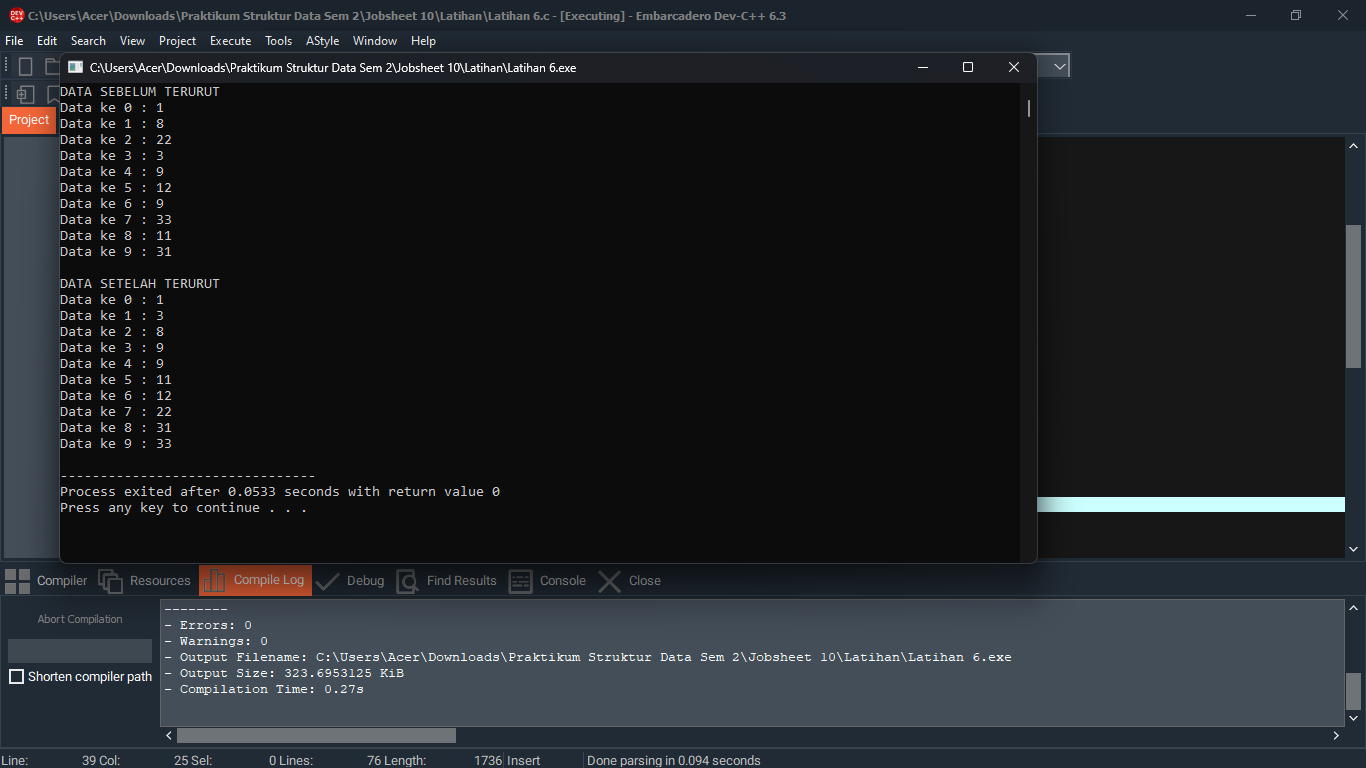 C:\Users\Acer\Downloads\Praktikum Struktur Data Sem 2\Jobsheet 10\Latihan\Latihan 6.c - [Executing] - Embarcadero Dev-C++ 6.3
File Edit Search View Project Execute Tools AStyle Window Help
C:\Users\Acer\Downloads\Praktikum Struktur Data Sem 2\Jobsheet 10\Latihan\Latihan 6.exe
Project
DATA SEBELUM TERURUT
Data ke 0 : 1
Data ke 1 : 8
Data ke 2 : 22
Data ke 3 : 3
Data ke 4 : 9
Data ke 5 : 12
Data ke 6 : 9
Data ke 7 : 33
Data ke 8 : 11
Data ke 9 : 31
DATA SETELAH TERURUT
Data ke 0 : 1
Data ke 1 : 3
Data ke 2 : 8
Data ke 3 : 9
Data ke 4 : 9
Data ke 5 : 11
Data ke 6 : 12
Data ke 7 : 22
Data ke 8 : 31
Data ke 9 : 33
--------------------------------
Process exited after 0.0533 seconds with return value 0
Press any key to continue . . .
Compiler Resources Compile Log Debug Find Results Console Close
Abort Compilation
Shorten compiler path
--------
- Errors: 0
- Warnings: 0
- Output Filename: C:\Users\Acer\Downloads\Praktikum Struktur Data Sem 2\Jobsheet 10\Latihan\Latihan 6.exe
- Output Size: 323.6953125 KiB
- Compilation Time: 0.27s
Line: 39 Col: 25 Sel: 0 Lines: 76 Length: 1736 Insert Done parsing in 0.094 seconds